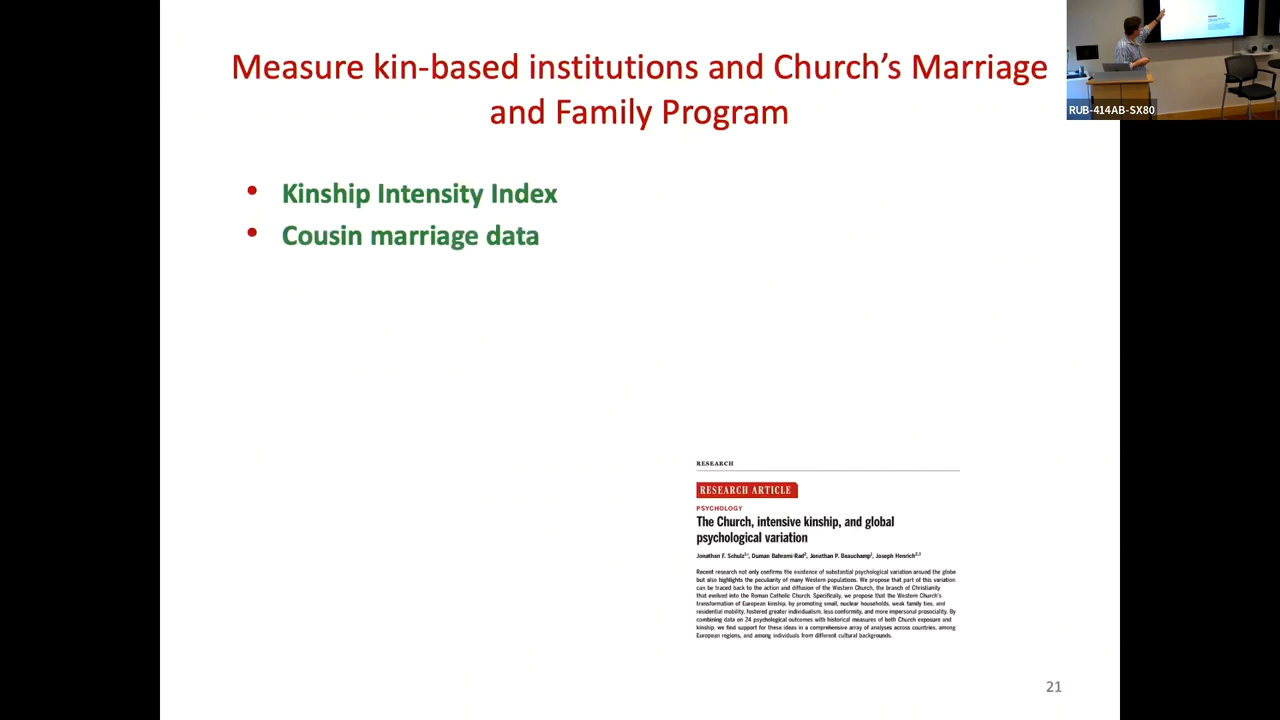 Measure kin-based institutions and Church's Marriage
and Family Program
• Kinship Intensity Index
• Cousin marriage data
RUB-414AB-SX80
RESEARCH
RESEARCH ARTICLE
PSYCHOLOGY
The Church, intensive kinship, and global
psychological variation
Jonathan F. Schulz¹*, Duman Bahrami-Rad², Jonathan P. Beauchamp¹, Joseph Henrich²,³
Recent research not only confirms the existence of substantial psychological variation around the globe
but also highlights the peculiarity of many Western populations. We propose that part of this variation
can be traced back to the action and diffusion of the Western Church, the branch of Christianity
that evolved into the Roman Catholic Church. Specifically, we propose that the Western Church's
transformation of European kinship, by promoting small, nuclear households, weak family ties, and
residential mobility, fostered greater individualism, less conformity, and more impersonal prosociality. By
combining data on 24 psychological outcomes with historical measures of both Church exposure and
kinship, we find support for these ideas in a comprehensive array of analyses across countries, among
European regions, and among individuals from different cultural backgrounds.
21